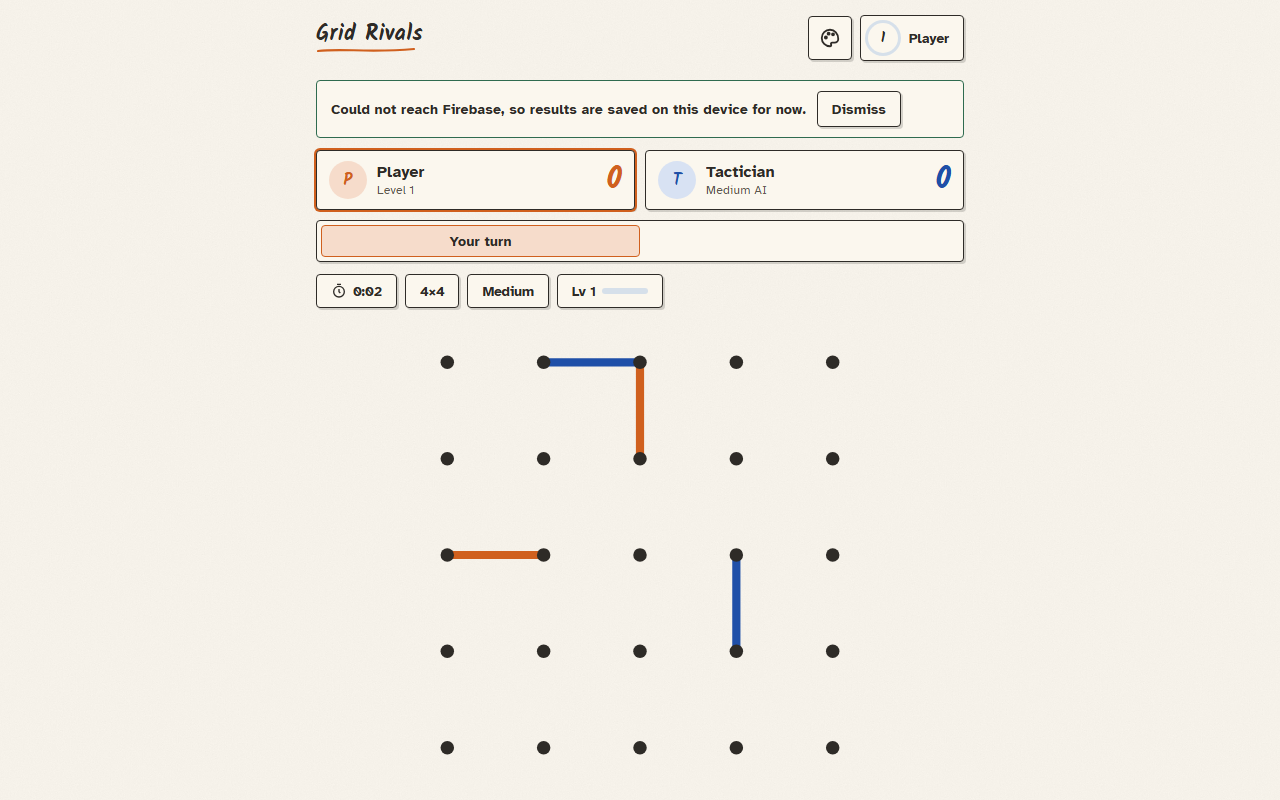 Grid Rivals
1 Player
Could not reach Firebase, so results are saved on this device for now. Dismiss
P Player 0
Level 1
T Tactician 0
Medium AI
Your turn
0:02 4×4 Medium Lv 1